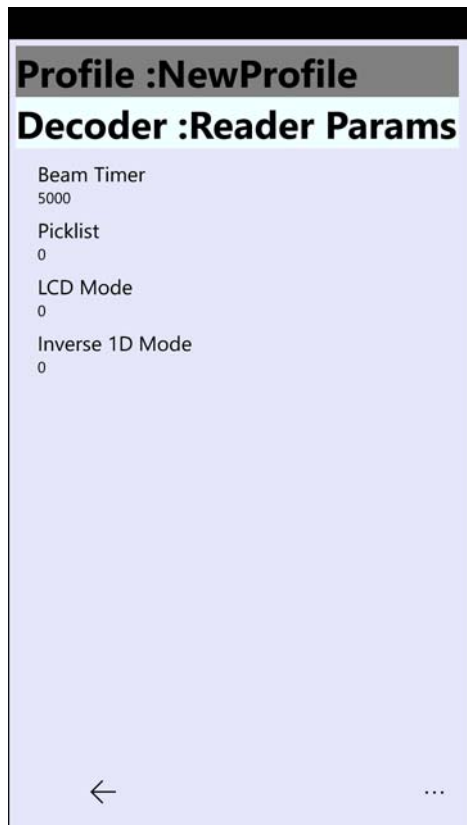 Profile :NewProfile
Decoder :Reader Params
Beam Timer
5000
Picklist
0
LCD Mode
0
Inverse 1D Mode
0
...